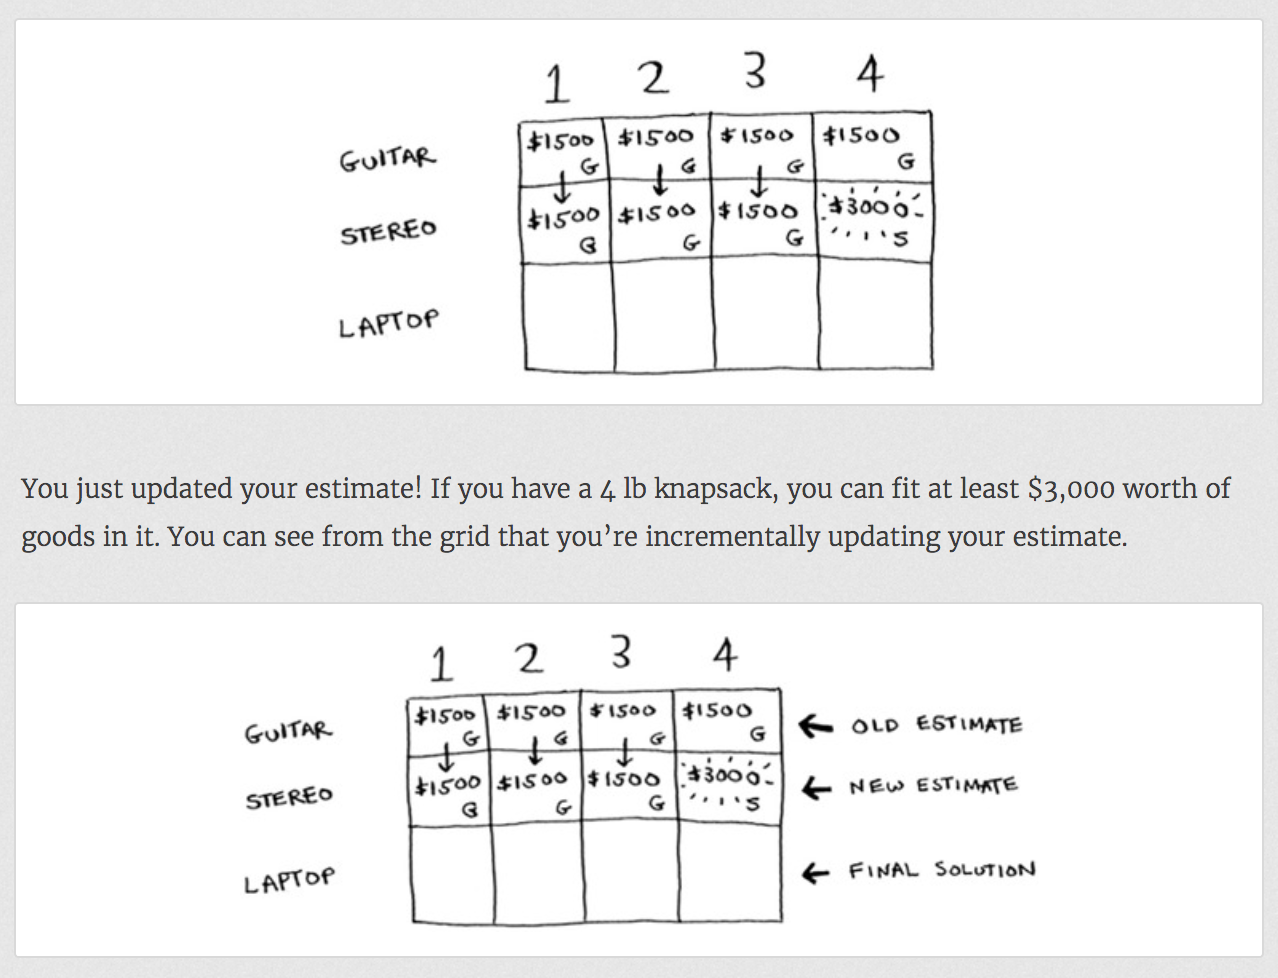 1 2 3 4
GUITAR $1500 G $1500 G $1500 G $1500 G
STEREO $1500 G $1500 G $1500 G $3000 S
LAPTOP
You just updated your estimate! If you have a 4 lb knapsack, you can fit at least $3,000 worth of
goods in it. You can see from the grid that you’re incrementally updating your estimate.
1 2 3 4
GUITAR $1500 G $1500 G $1500 G $1500 G ← OLD ESTIMATE
STEREO $1500 G $1500 G $1500 G $3000 S ← NEW ESTIMATE
LAPTOP ← FINAL SOLUTION